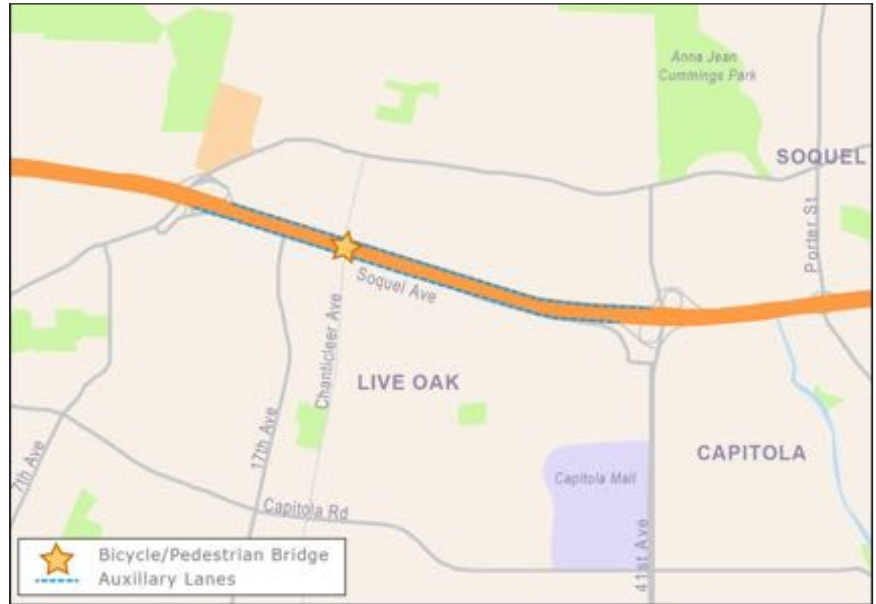 Anna Jean
Cummings Park
SOQUEL
Porter St
Soquel Ave
Chanticleer Ave
LIVE OAK
17th Ave
7th Ave
CAPITOLA
Capitola Mall
Capitola Rd
41st Ave
Bicycle/Pedestrian Bridge
Auxillary Lanes